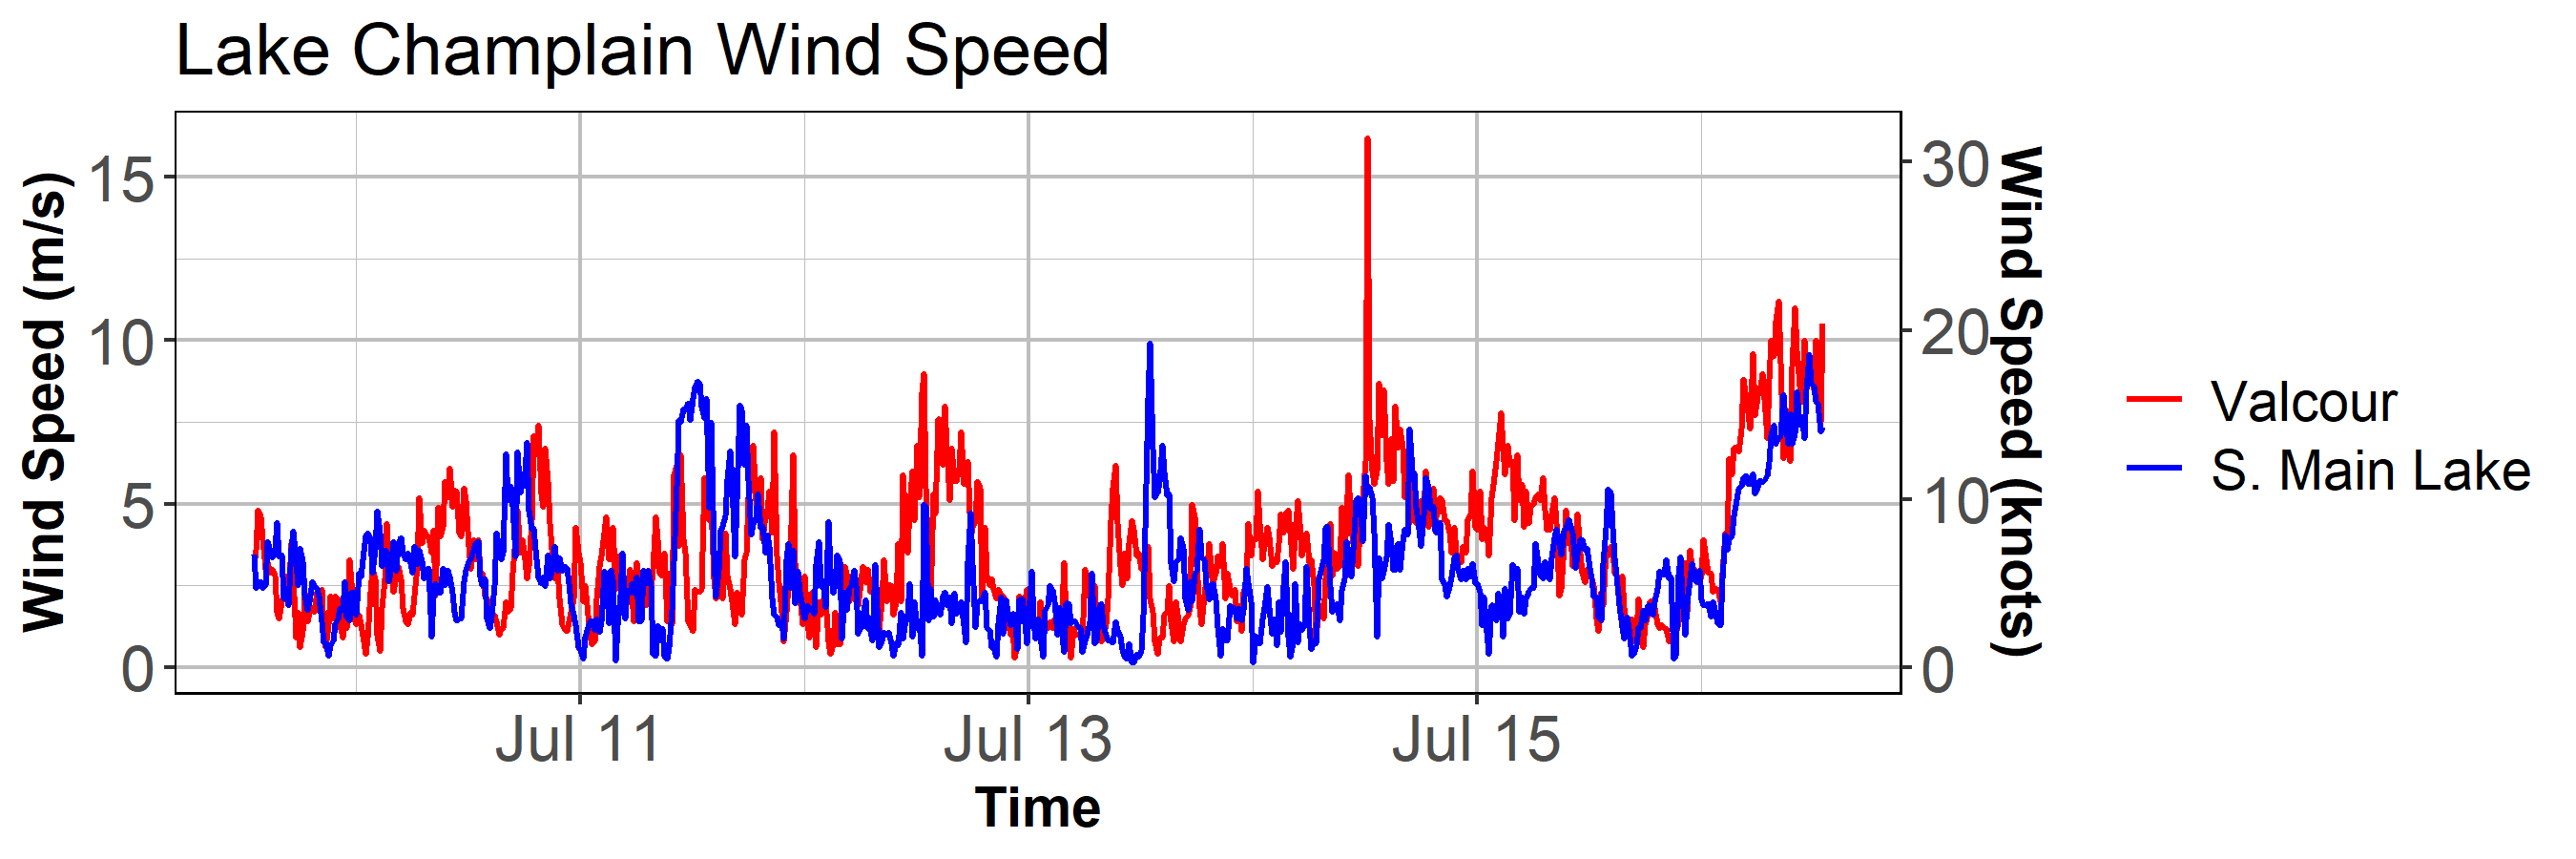 Lake Champlain Wind Speed
Wind Speed (m/s)
15
10
5
0
30
20
10
0
Wind Speed (knots)
Valcour
S. Main Lake
Jul 11
Jul 13
Jul 15
Time